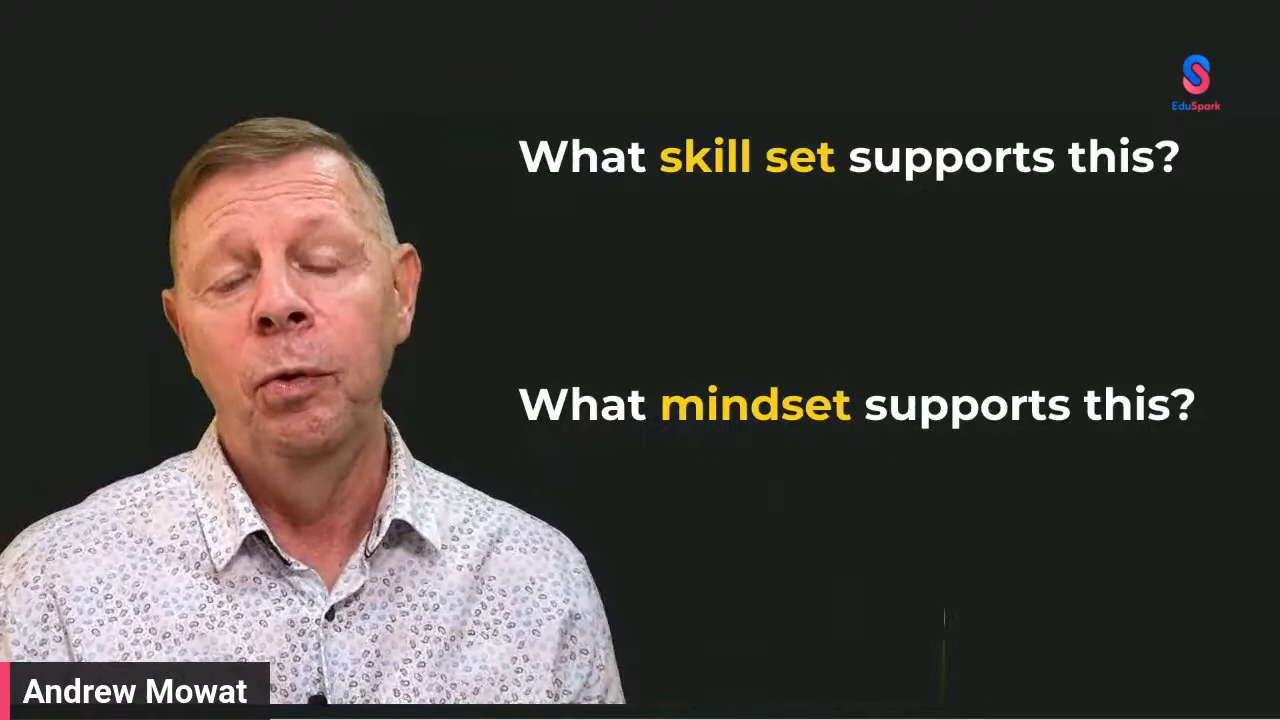 EduSpark
What skill set supports this?
What mindset supports this?
Andrew Mowat